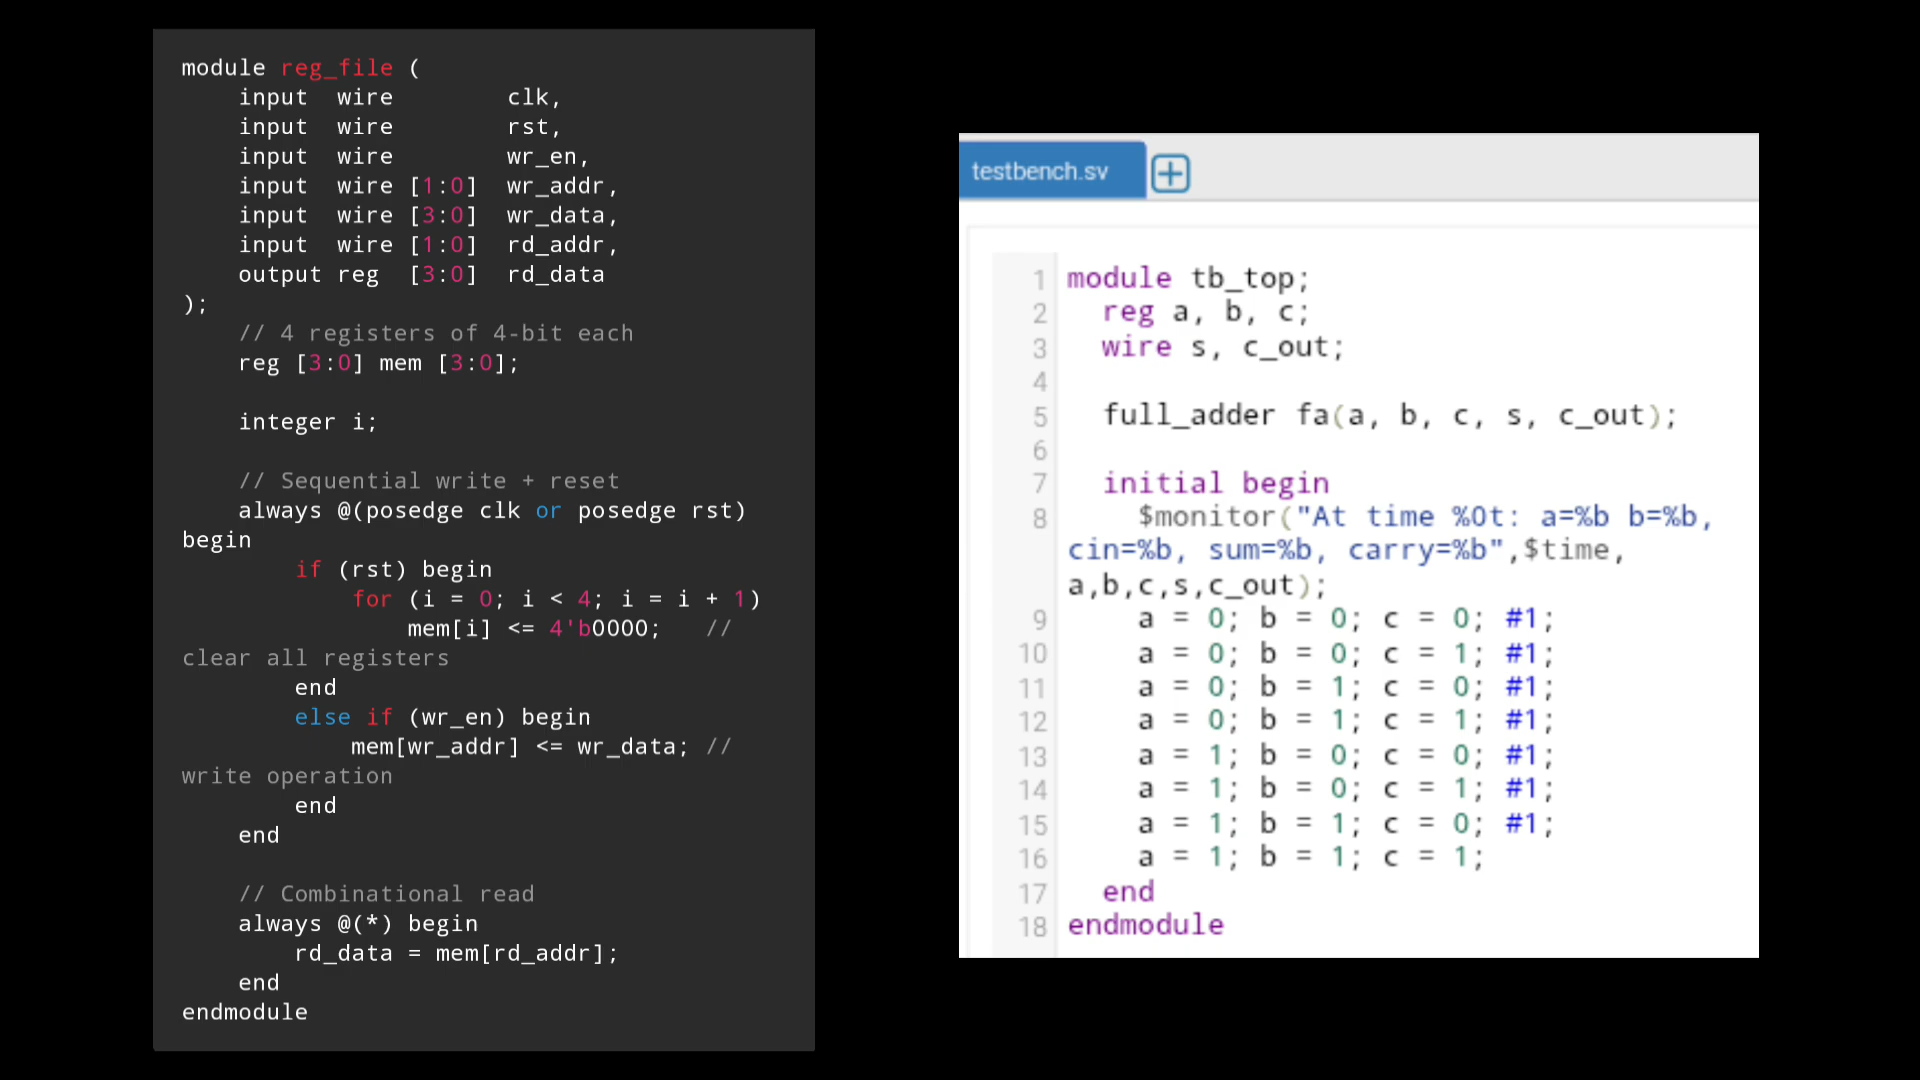 module reg_file (
    input  wire        clk,
    input  wire        rst,
    input  wire        wr_en,
    input  wire [1:0]  wr_addr,
    input  wire [3:0]  wr_data,
    input  wire [1:0]  rd_addr,
    output reg  [3:0]  rd_data
);
    // 4 registers of 4-bit each
    reg [3:0] mem [3:0];
    integer i;
    // Sequential write + reset
    always @(posedge clk or posedge rst)
begin
        if (rst) begin
            for (i = 0; i < 4; i = i + 1)
                mem[i] <= 4'b0000;   //
clear all registers
        end
        else if (wr_en) begin
            mem[wr_addr] <= wr_data; //
write operation
        end
    end
    // Combinational read
    always @(*) begin
        rd_data = mem[rd_addr];
    end
endmodule
testbench.sv
1 module tb_top;
2   reg a, b, c;
3   wire s, c_out;
4
5   full_adder fa(a, b, c, s, c_out);
6
7   initial begin
8     $monitor("At time %0t: a=%b b=%b,
cin=%b, sum=%b, carry=%b",$time,
a,b,c,s,c_out);
9     a = 0; b = 0; c = 0; #1;
10     a = 0; b = 0; c = 1; #1;
11     a = 0; b = 1; c = 0; #1;
12     a = 0; b = 1; c = 1; #1;
13     a = 1; b = 0; c = 0; #1;
14     a = 1; b = 0; c = 1; #1;
15     a = 1; b = 1; c = 0; #1;
16     a = 1; b = 1; c = 1;
17   end
18 endmodule